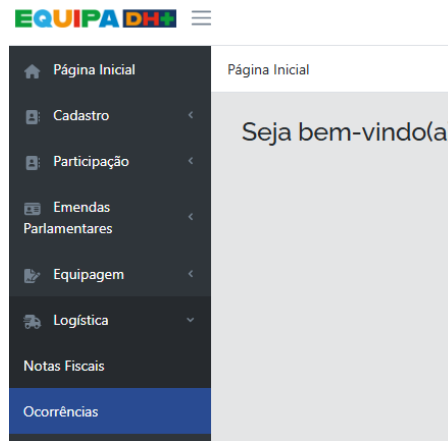 EQUIPA DH+
Página Inicial
Página Inicial
Cadastro
Seja bem-vindo(a
Participação
Emendas
Parlamentares
Equipagem
Logística
Notas Fiscais
Ocorrências